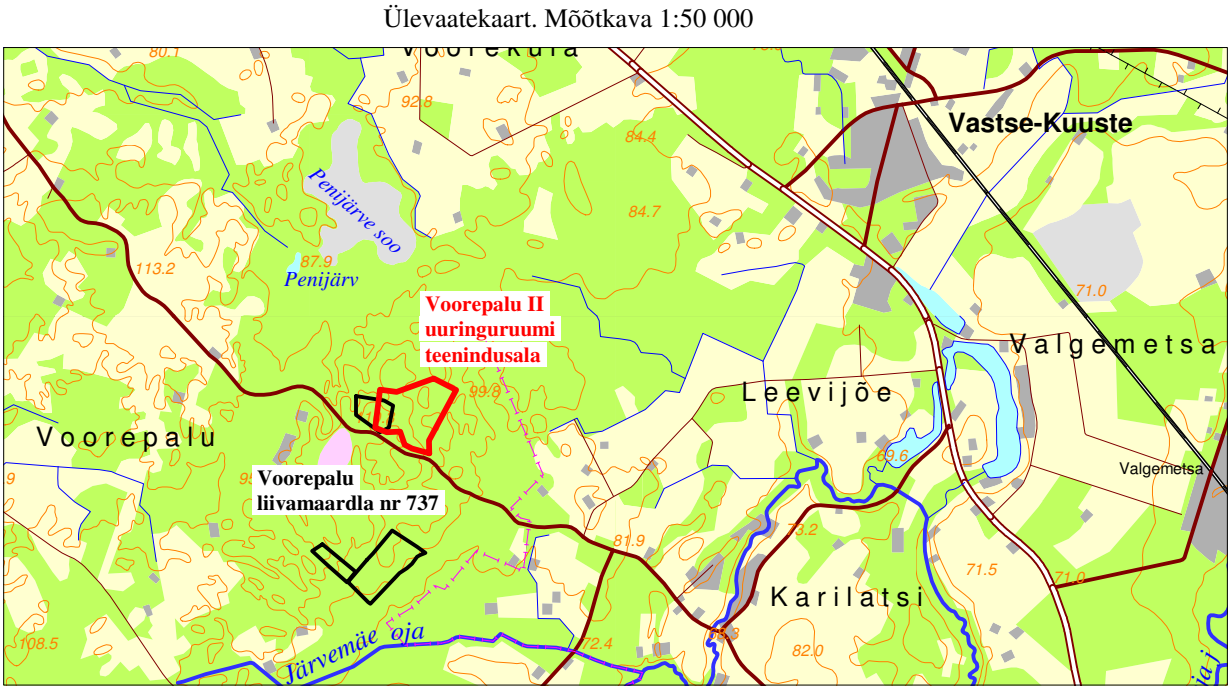 Ülevaatekaart. Mõõtkava 1:50 000
80.1
Vooreküla
92.8
84.4
Vastse-Kuuste
Penijärve soo
84.7
87.9
Penijärv
113.2
71.0
Voorepalu II
uuringuruumi
teenindusala
Valgemetsa
99.8
Leevijõe
Voorepalu
69.6
Valgemetsa
Voorepalu
liivamaardla nr 737
73.2
81.9
71.5
71.0
Karilatsi
68.8
Järvemäe oja
108.5
72.4
82.0